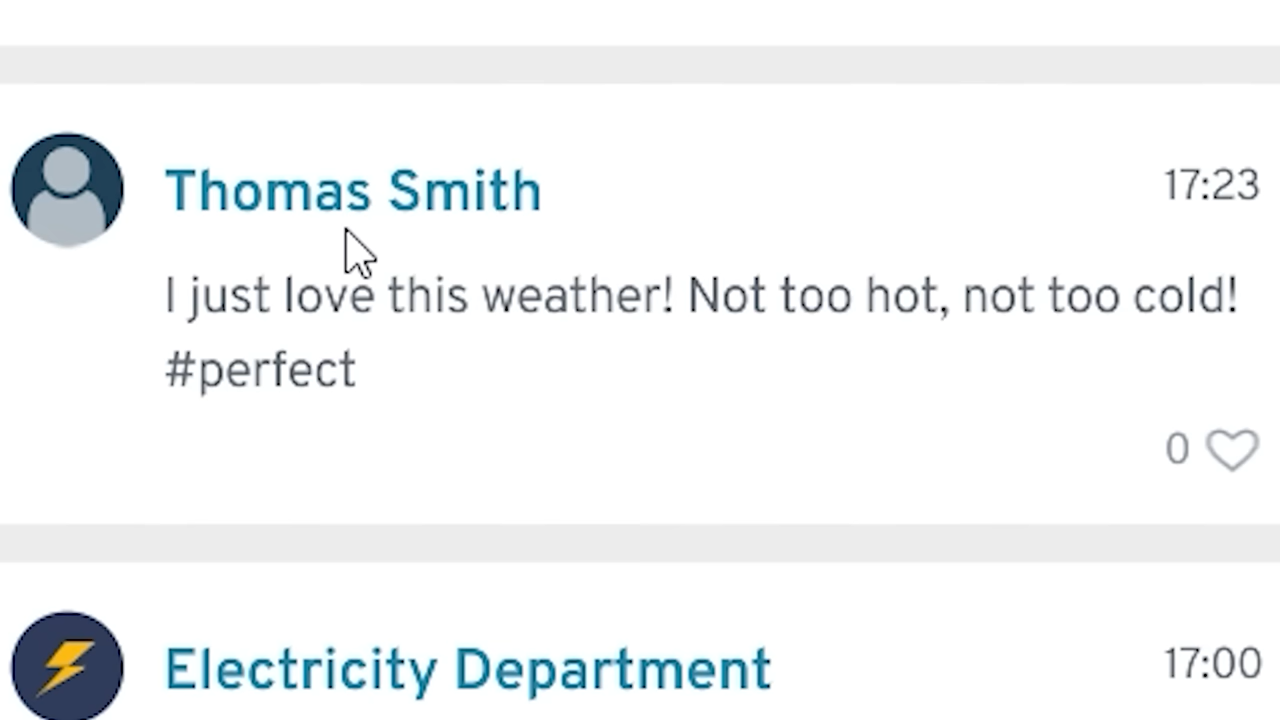 Thomas Smith
17:23
I just love this weather! Not too hot, not too cold!
#perfect
0
Electricity Department
17:00